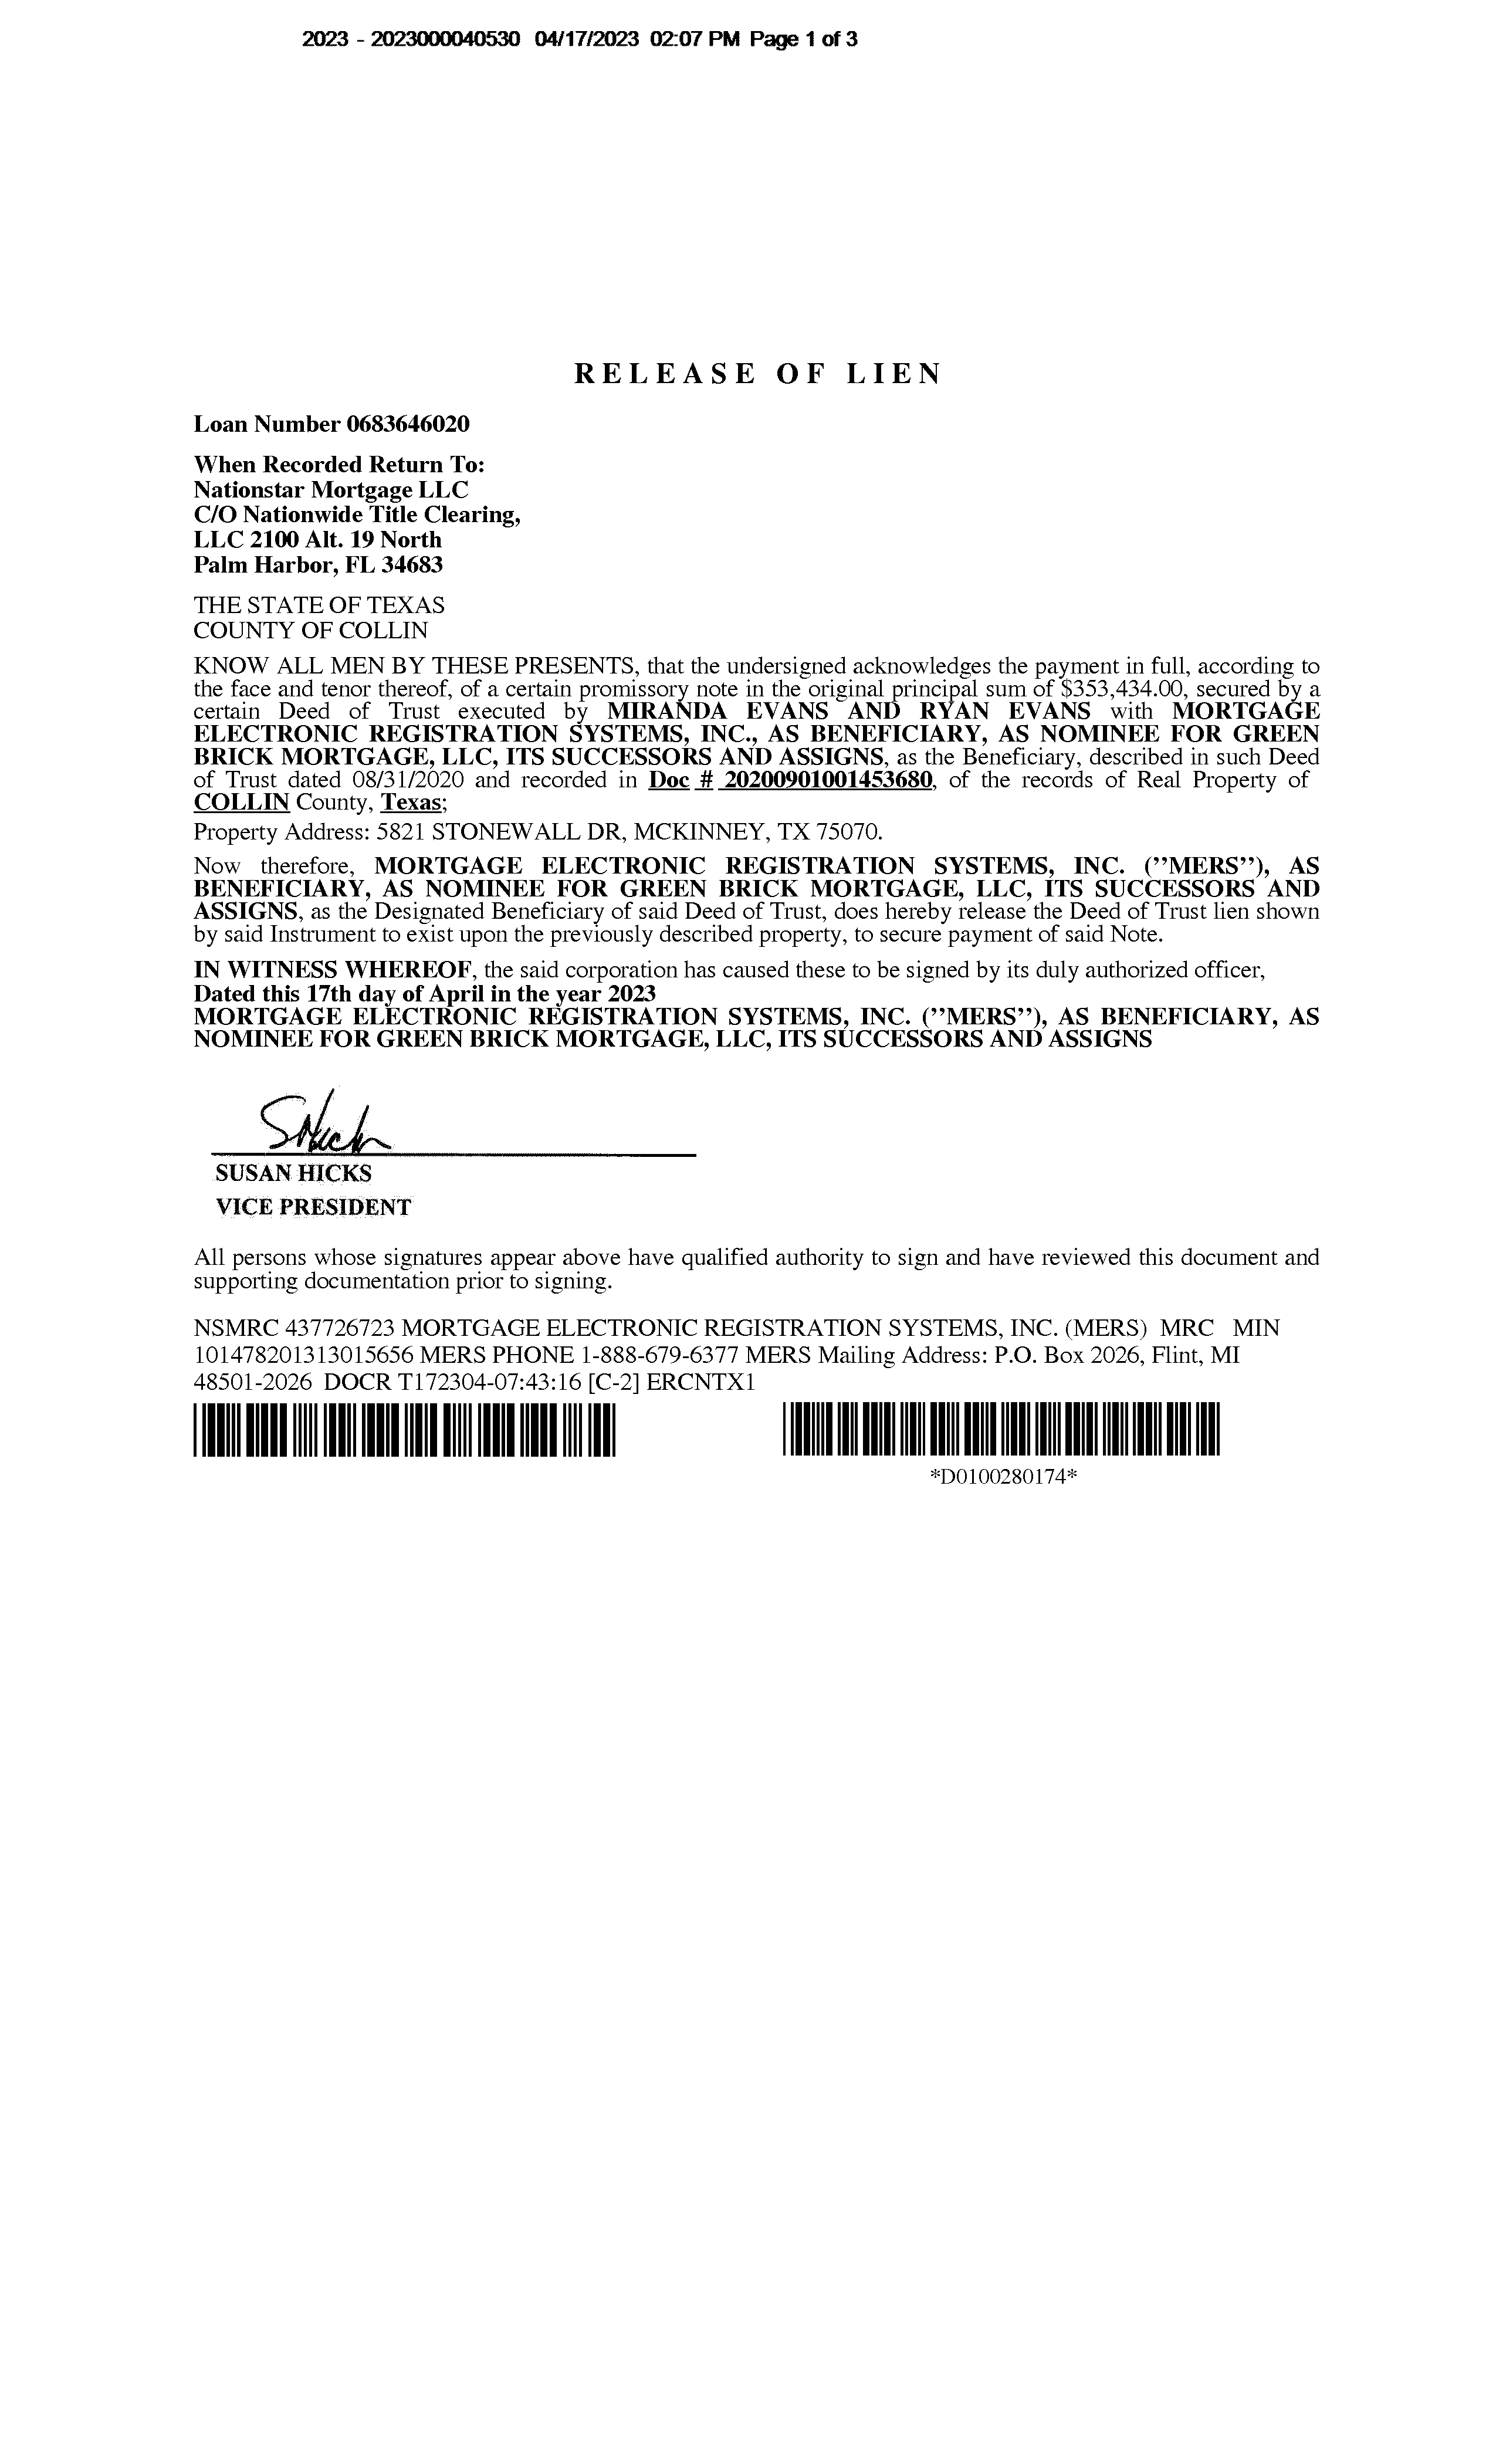 2023 - 2023000040530 04/17/2023 02:07 PM Page 1 of 3
RELEASE OF LIEN
Loan Number 0683646020
When Recorded Return To:
Nationstar Mortgage LLC
C/O Nationwide Title Clearing,
LLC 2100 Alt. 19 North
Palm Harbor, FL 34683
THE STATE OF TEXAS
COUNTY OF COLLIN
KNOW ALL MEN BY THESE PRESENTS, that the undersigned acknowledges the payment in full, according to
the face and tenor thereof, of a certain promissory note in the original principal sum of $353,434.00, secured by a
certain Deed of Trust executed by MIRANDA EVANS AND RYAN EVANS with MORTGAGE
ELECTRONIC REGISTRATION SYSTEMS, INC., AS BENEFICIARY, AS NOMINEE FOR GREEN
BRICK MORTGAGE, LLC, ITS SUCCESSORS AND ASSIGNS, as the Beneficiary, described in such Deed
of Trust dated 08/31/2020 and recorded in Doc # 20200901001453680, of the records of Real Property of
COLLIN County, Texas;
Property Address: 5821 STONEWALL DR, MCKINNEY, TX 75070.
Now therefore, MORTGAGE ELECTRONIC REGISTRATION SYSTEMS, INC. (”MERS”), AS
BENEFICIARY, AS NOMINEE FOR GREEN BRICK MORTGAGE, LLC, ITS SUCCESSORS AND
ASSIGNS, as the Designated Beneficiary of said Deed of Trust, does hereby release the Deed of Trust lien shown
by said Instrument to exist upon the previously described property, to secure payment of said Note.
IN WITNESS WHEREOF, the said corporation has caused these to be signed by its duly authorized officer,
Dated this 17th day of April in the year 2023
MORTGAGE ELECTRONIC REGISTRATION SYSTEMS, INC. (”MERS”), AS BENEFICIARY, AS
NOMINEE FOR GREEN BRICK MORTGAGE, LLC, ITS SUCCESSORS AND ASSIGNS
SUSAN HICKS
VICE PRESIDENT
All persons whose signatures appear above have qualified authority to sign and have reviewed this document and
supporting documentation prior to signing.
NSMRC 437726723 MORTGAGE ELECTRONIC REGISTRATION SYSTEMS, INC. (MERS) MRC MIN
101478201313015656 MERS PHONE 1-888-679-6377 MERS Mailing Address: P.O. Box 2026, Flint, MI
48501-2026 DOCR T172304-07:43:16 [C-2] ERCNTX1
*D0100280174*